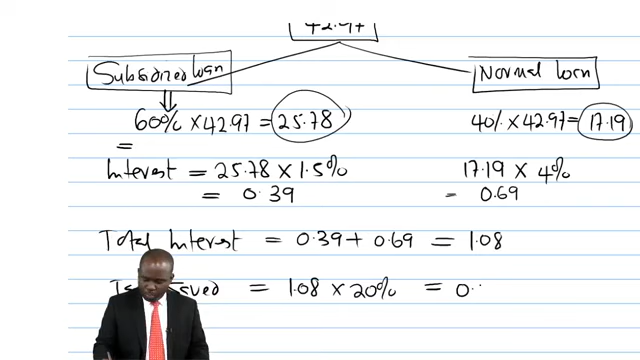 42.97
Subsidized loan
Normal loan
60% × 42.97 = 25.78
40% × 42.97 = 17.19
=
Interest = 25.78 × 1.5%
17.19 × 4%
= 0.39
= 0.69
Total Interest = 0.39 + 0.69 = 1.08
= 1.08 × 20% = 0.